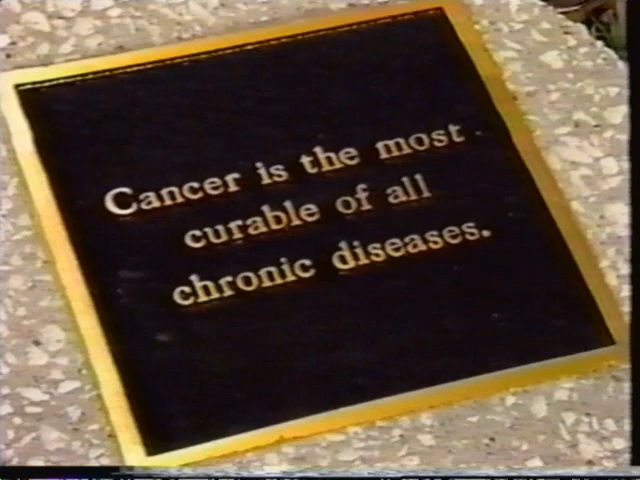 Cancer is the most
curable of all
chronic diseases.